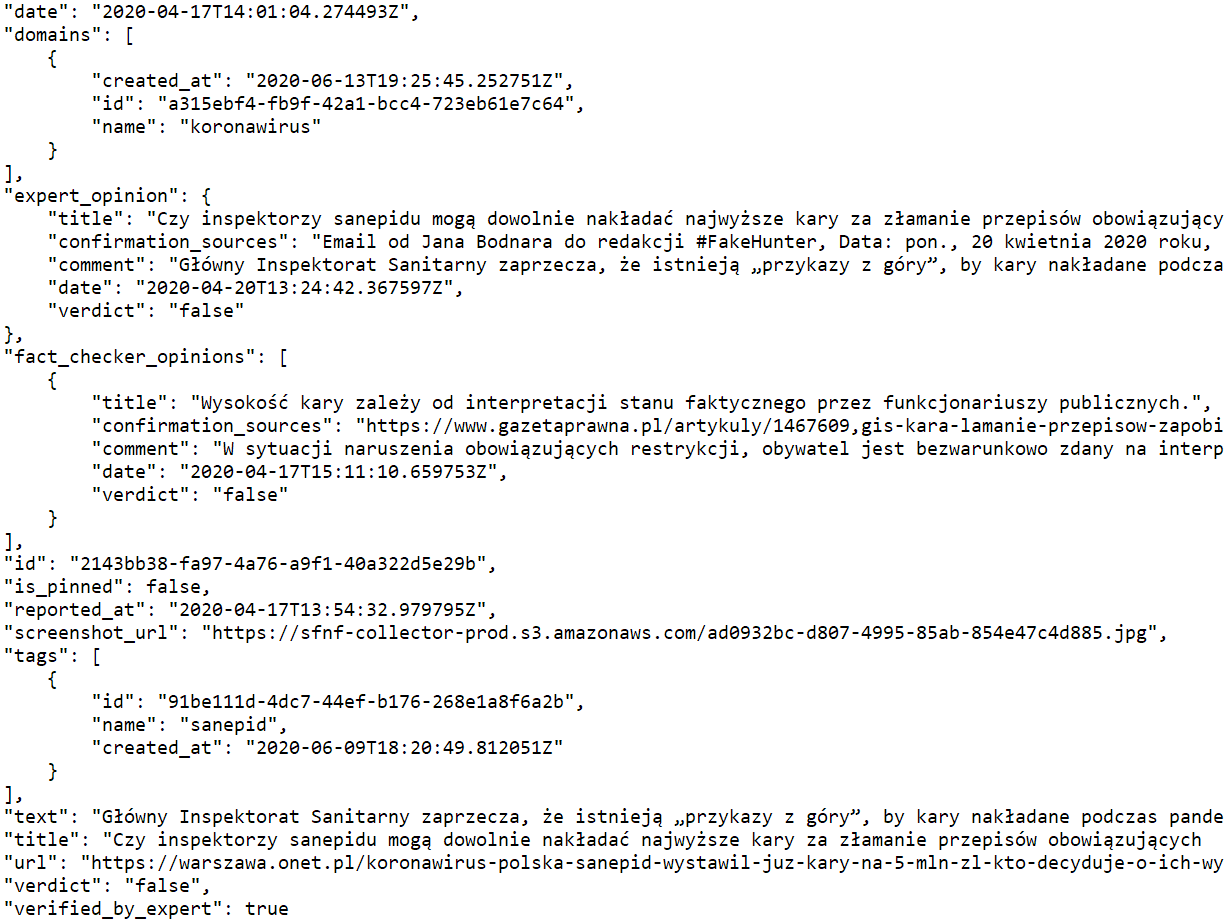 "date": "2020-04-17T14:01:04.274493Z",
"domains": [
    {
        "created_at": "2020-06-13T19:25:45.252751Z",
        "id": "a315ebf4-fb9f-42a1-bcc4-723eb61e7c64",
        "name": "koronawirus"
    }
],
"expert_opinion": {
    "title": "Czy inspektorzy sanepidu mogą dowolnie nakładać najwyższe kary za złamanie przepisów obowiązujący
    "confirmation_sources": "Email od Jana Bodnara do redakcji #FakeHunter, Data: pon., 20 kwietnia 2020 roku,
    "comment": "Główny Inspektorat Sanitarny zaprzecza, że istnieją „przykazy z góry”, by kary nakładane podcza
    "date": "2020-04-20T13:24:42.367597Z",
    "verdict": "false"
},
"fact_checker_opinions": [
    {
        "title": "Wysokość kary zależy od interpretacji stanu faktycznego przez funkcjonariuszy publicznych.",
        "confirmation_sources": "https://www.gazetaprawna.pl/artykuly/1467609,gis-kara-lamanie-przepisow-zapobi
        "comment": "W sytuacji naruszenia obowiązujących restrykcji, obywatel jest bezwarunkowo zdany na interp
        "date": "2020-04-17T15:11:10.659753Z",
        "verdict": "false"
    }
],
"id": "2143bb38-fa97-4a76-a9f1-40a322d5e29b",
"is_pinned": false,
"reported_at": "2020-04-17T13:54:32.979795Z",
"screenshot_url": "https://sfnf-collector-prod.s3.amazonaws.com/ad0932bc-d807-4995-85ab-854e47c4d885.jpg",
"tags": [
    {
        "id": "91be111d-4dc7-44ef-b176-268e1a8f6a2b",
        "name": "sanepid",
        "created_at": "2020-06-09T18:20:49.812051Z"
    }
],
"text": "Główny Inspektorat Sanitarny zaprzecza, że istnieją „przykazy z góry”, by kary nakładane podczas pande
"title": "Czy inspektorzy sanepidu mogą dowolnie nakładać najwyższe kary za złamanie przepisów obowiązujących
"url": "https://warszawa.onet.pl/koronawirus-polska-sanepid-wystawil-juz-kary-na-5-mln-zl-kto-decyduje-o-ich-wy
"verdict": "false",
"verified_by_expert": true